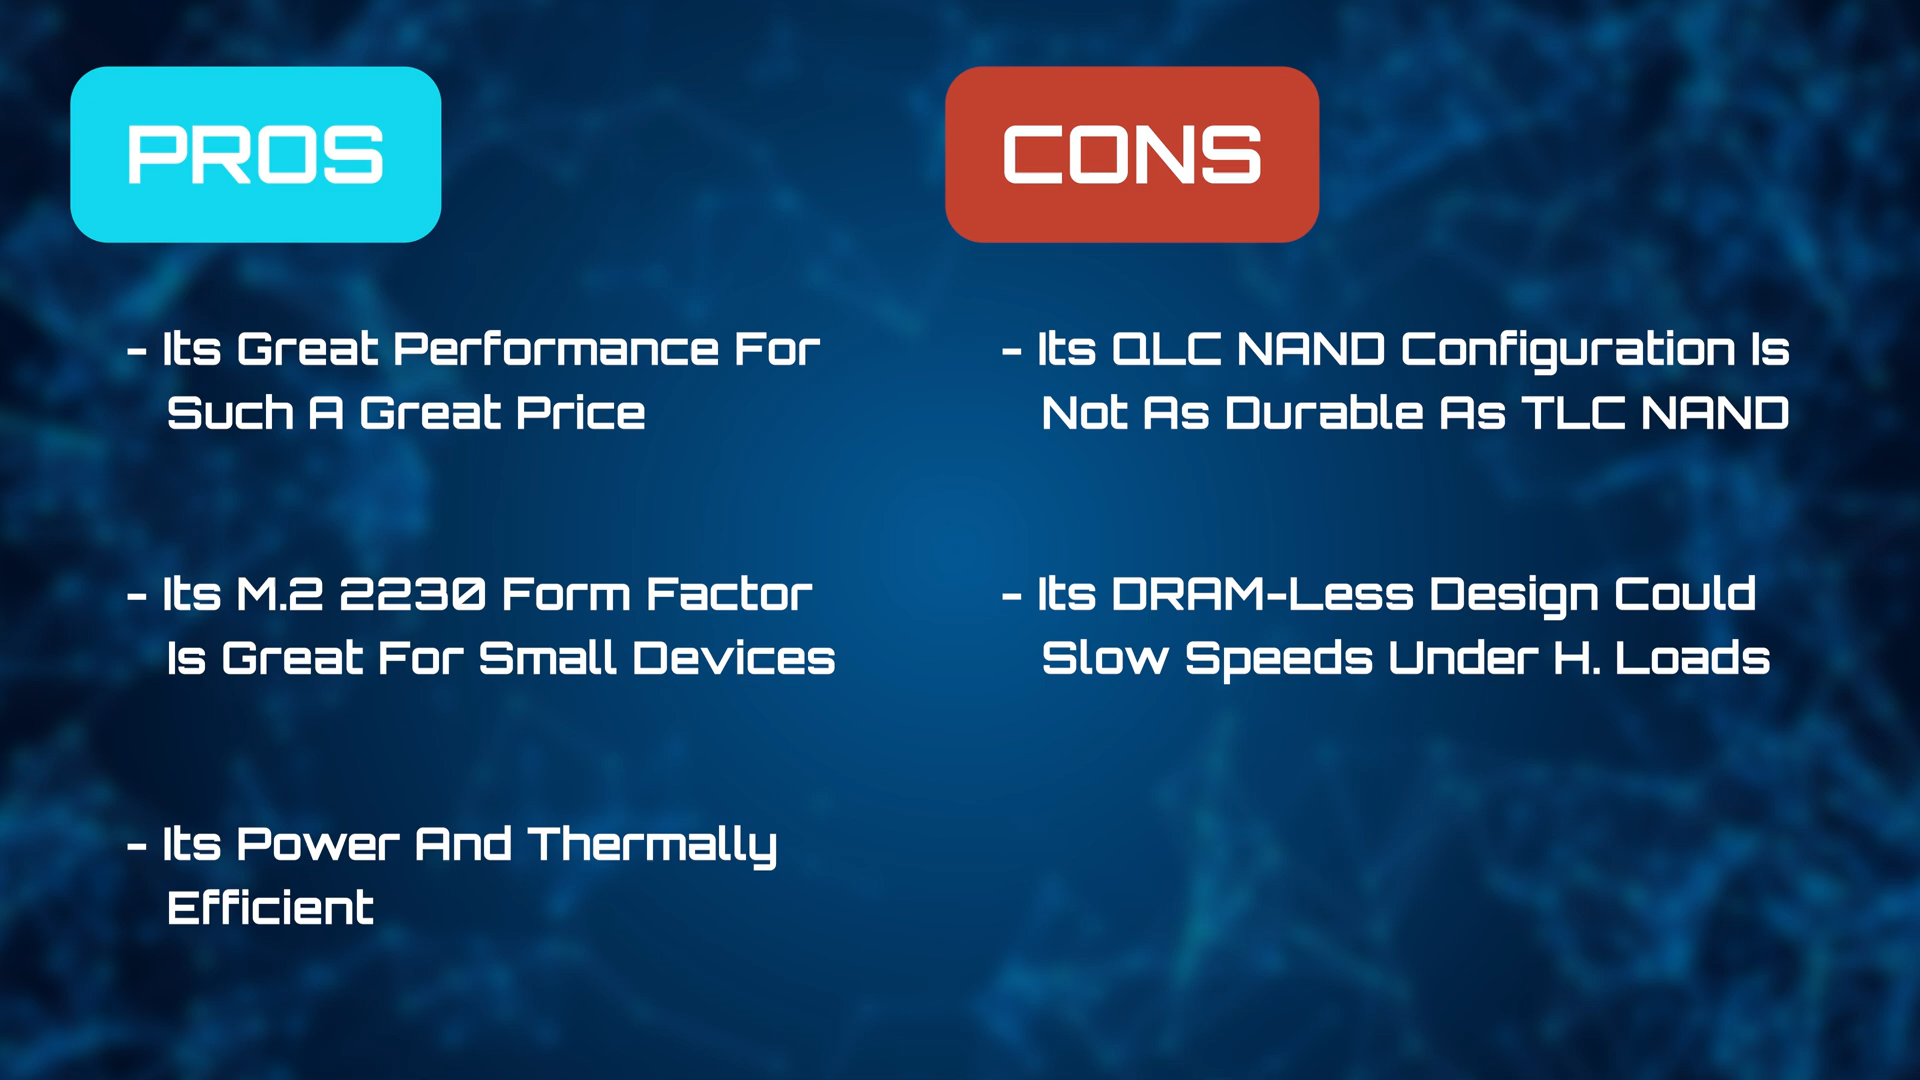 PROS
- Its Great Performance For
Such A Great Price
- Its M.2 2230 Form Factor
Is Great For Small Devices
- Its Power And Thermally
Efficient
CONS
- Its QLC NAND Configuration Is
Not As Durable As TLC NAND
- Its DRAM-Less Design Could
Slow Speeds Under H. Loads